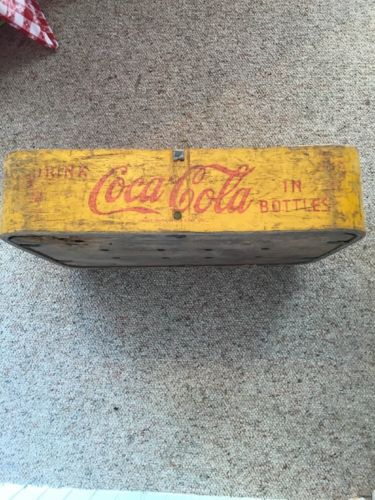 DRINK
Coca-Cola
IN
BOTTLES